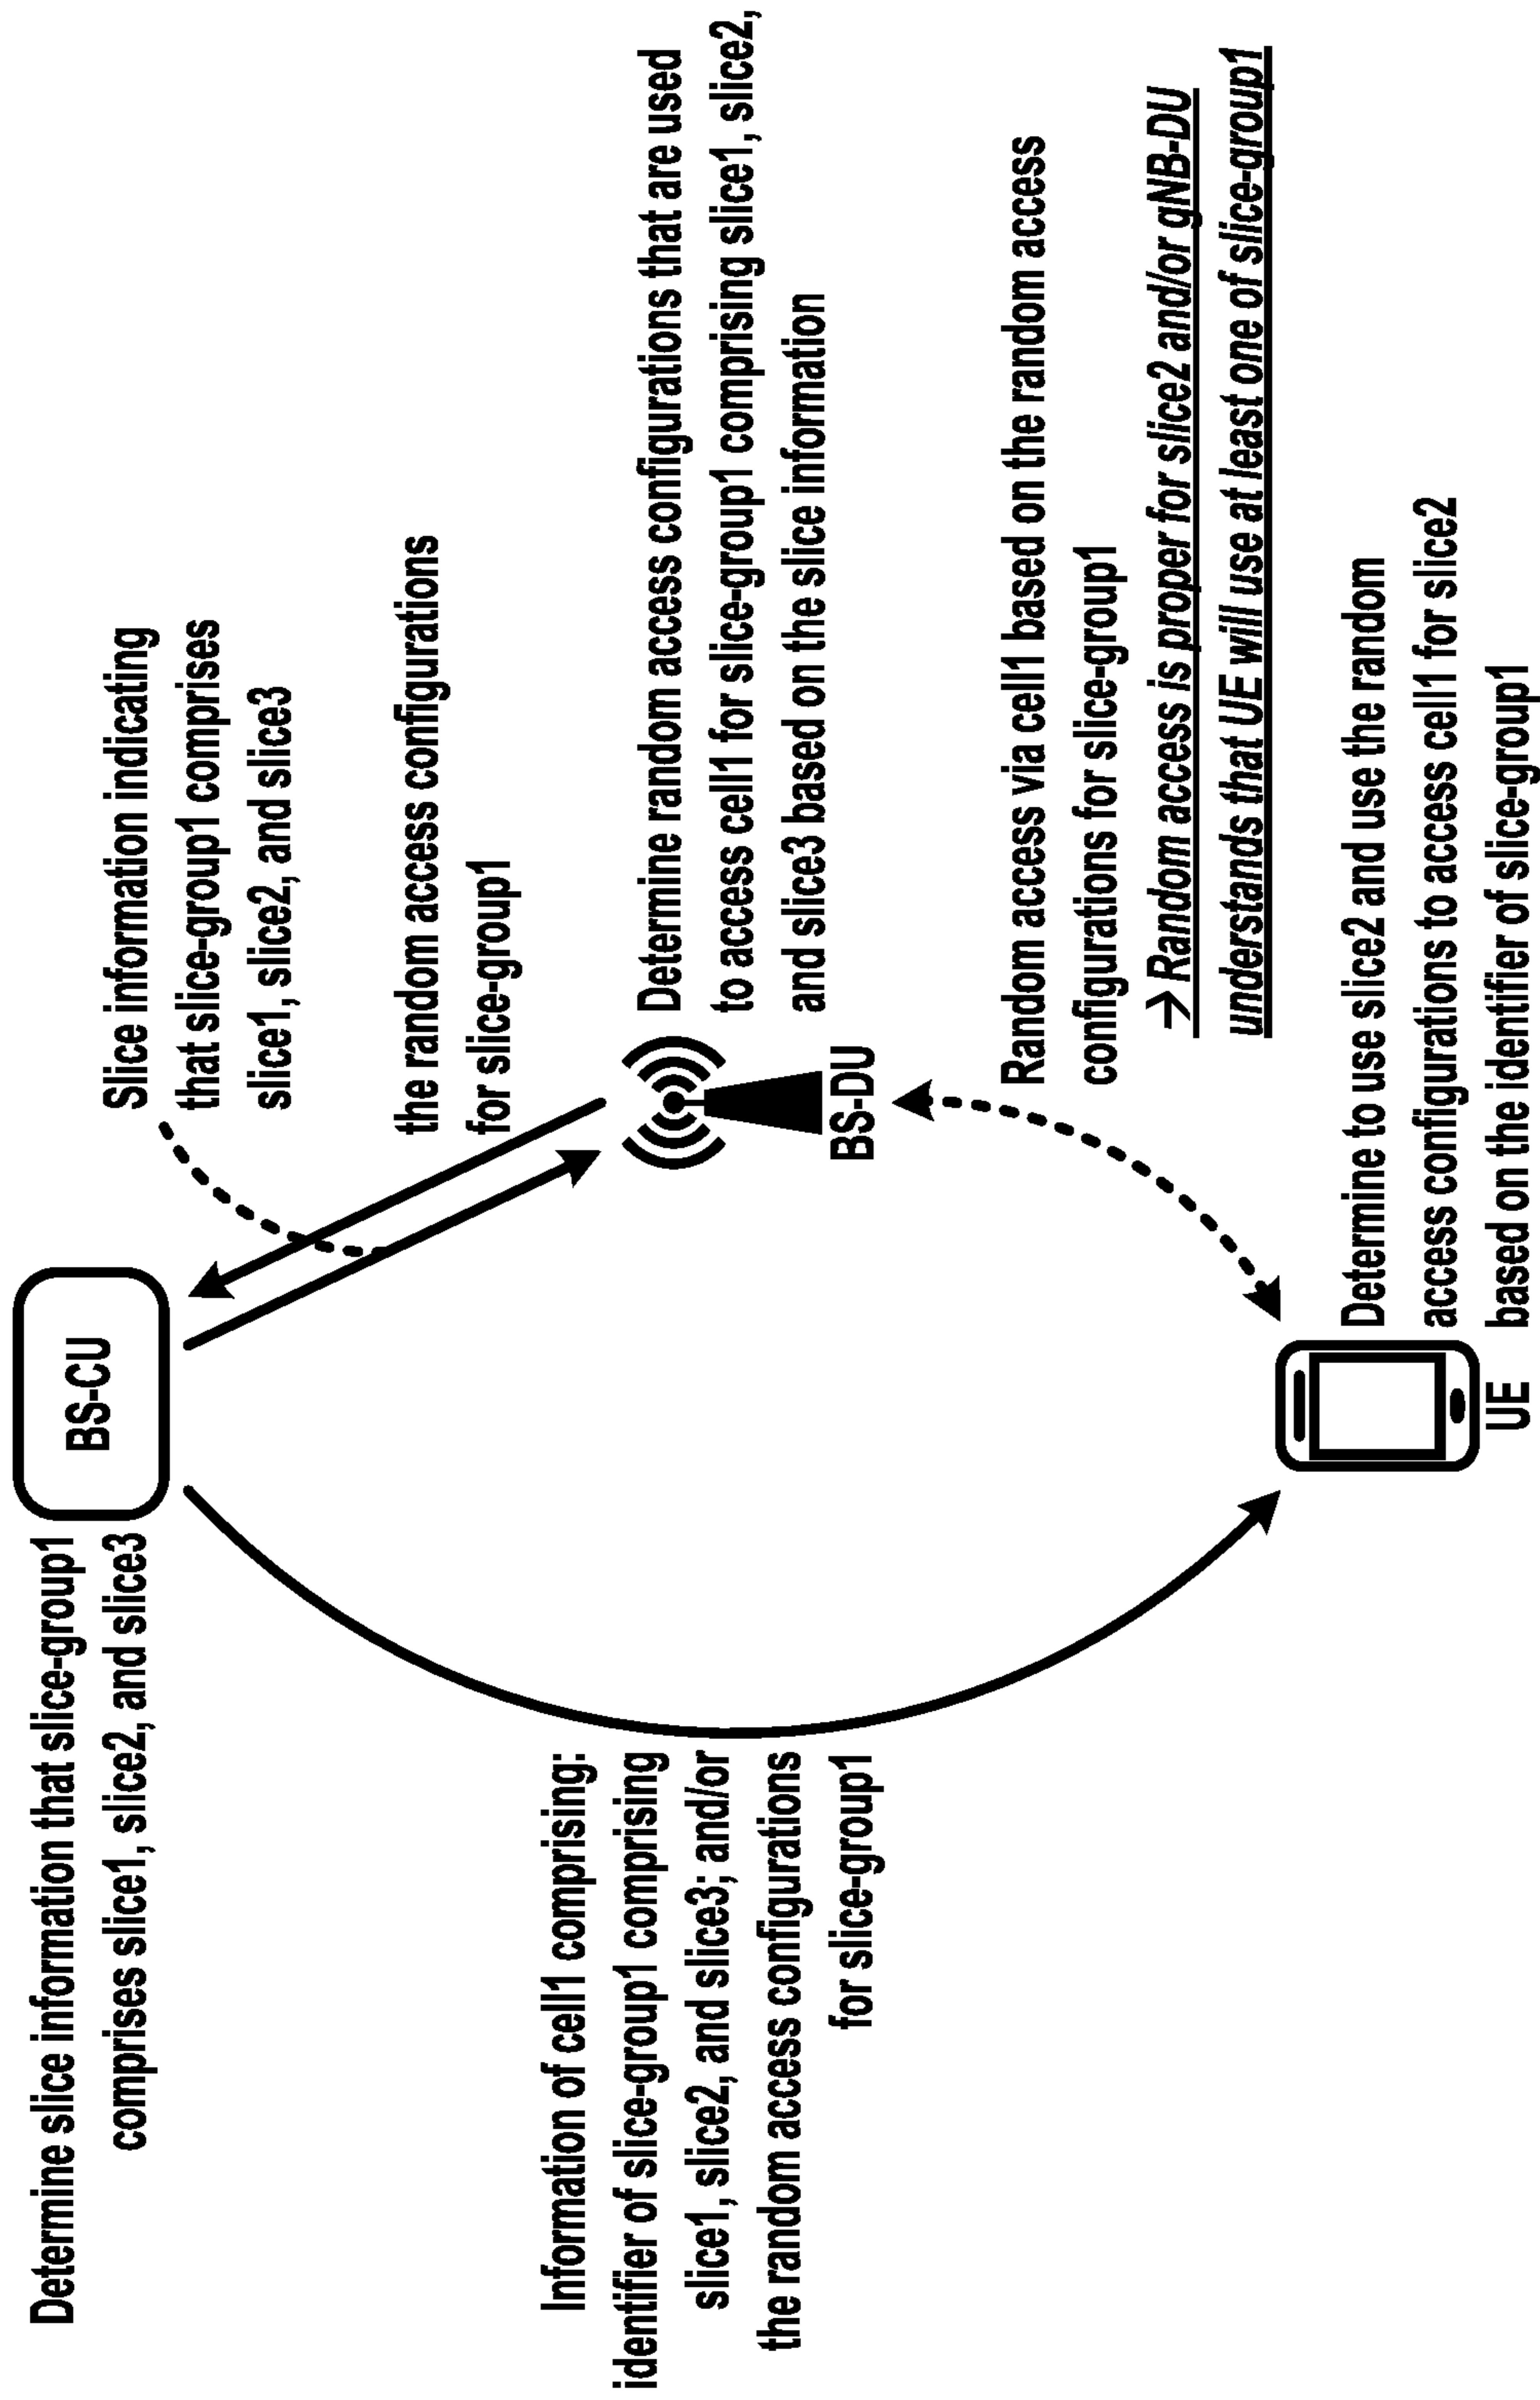 Determine slice information that slice-group1
comprises slice1, slice2, and slice3
BS-CU
Slice information indicating
that slice-group1 comprises
slice1, slice2, and slice3
the random access configurations
for slice-group1
Information of cell1 comprising:
identifier of slice-group1 comprising
slice1, slice2, and slice3; and/or
the random access configurations
for slice-group1
BS-DU
Determine random access configurations that are used
to access cell1 for slice-group1 comprising slice1, slice2,
and slice3 based on the slice information
Random access via cell1 based on the random access
configurations for slice-group1
→Random access is proper for slice2 and/or gNB-DU
understands that UE will use at least one of slice-group1
UE
Determine to use slice2 and use the random
access configurations to access cell1 for slice2
based on the identifier of slice-group1